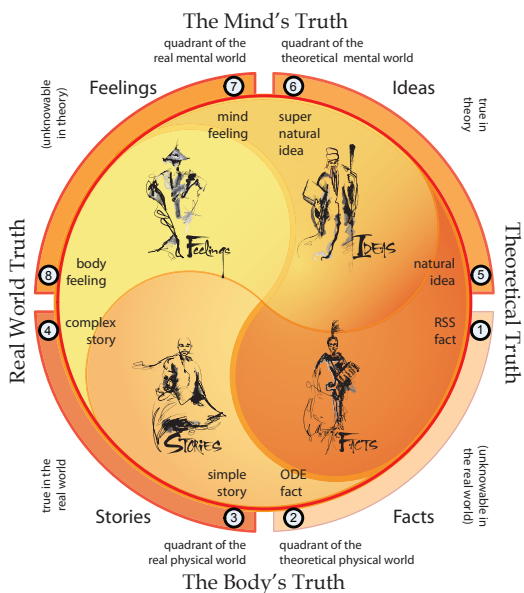 The Mind's Truth
quadrant of the
real mental world
quadrant of the
theoretical mental world
Feelings
Ideas
(unknowable
in theory)
true in
theory
7
6
mind
feeling
super
natural
idea
Feelings
Ideas
Real World Truth
Theoretical Truth
body
feeling
natural
idea
8
5
4
1
complex
story
RSS
fact
Stories
Facts
simple
story
ODE
fact
true in the
real world
(unknowable in
the real world)
3
2
Stories
Facts
quadrant of the
real physical world
quadrant of the
theoretical physical world
The Body's Truth